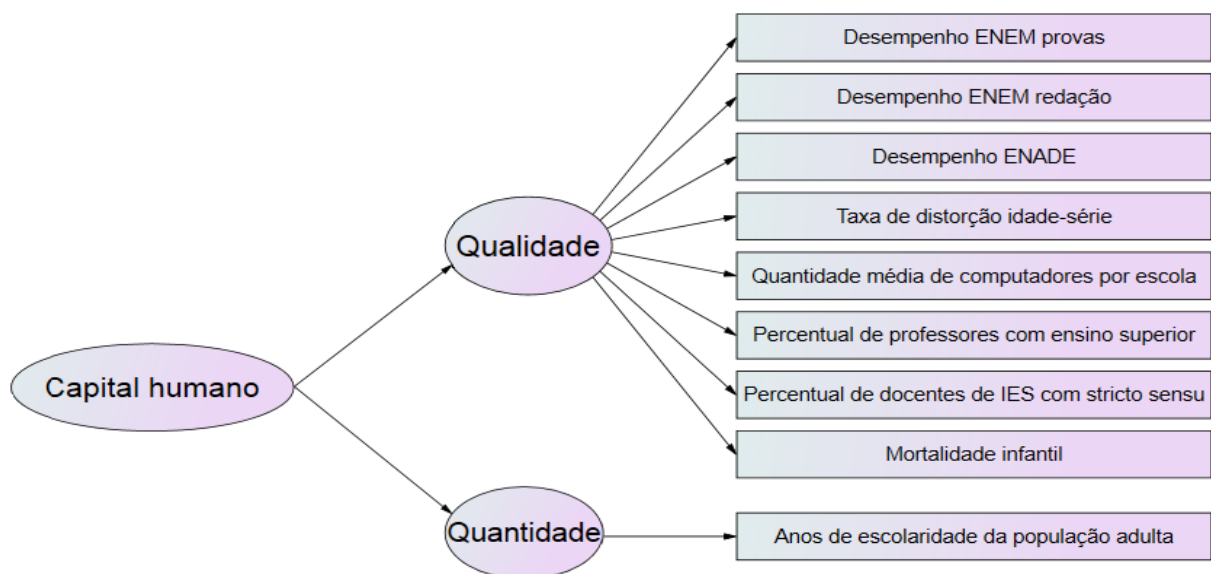 Desempenho ENEM provas
Desempenho ENEM redação
Desempenho ENADE
Taxa de distorção idade-série
Qualidade
Quantidade média de computadores por escola
Percentual de professores com ensino superior
Capital humano
Percentual de docentes de IES com stricto sensu
Mortalidade infantil
Quantidade
Anos de escolaridade da população adulta